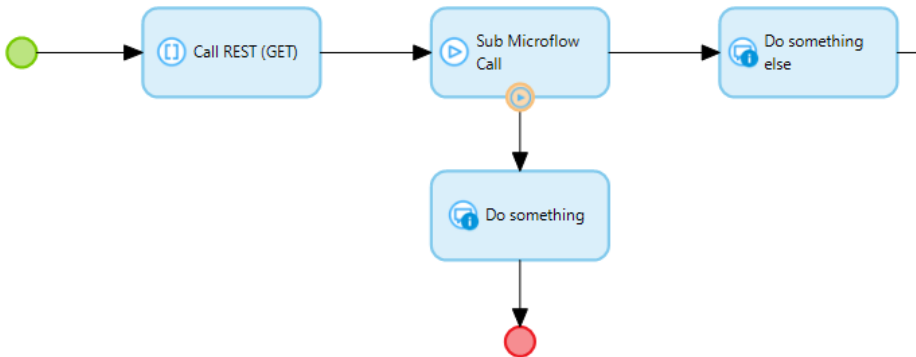 Call REST (GET)
Sub Microflow
Call
Do something
else
Do something